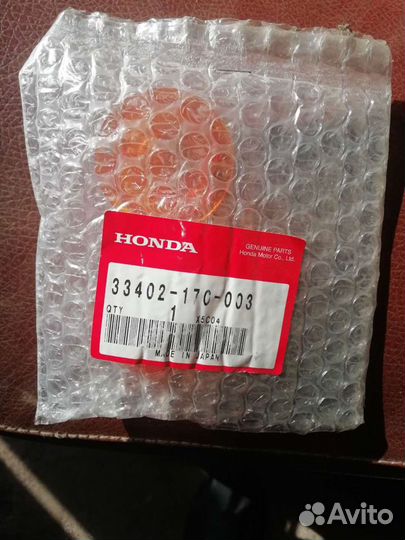 HONDA
GENUINE PARTS
Honda Motor Co., Ltd.
33402-170-003
QTY 1 X5C04
MADE IN JAPAN
Avito